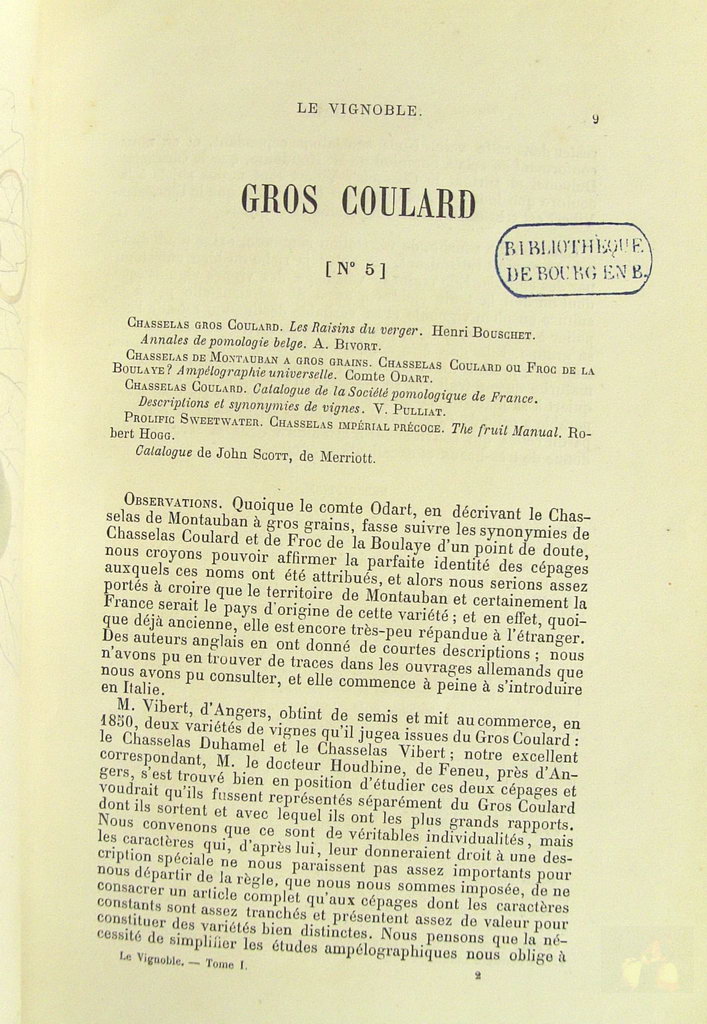 LE VIGNOBLE.
9
GROS COULARD
[N° 5]
BIBLIOTHÈQUE
DE BOURG EN B.
CHASSELAS GROS COULARD. Les Raisins du verger. Henri BOUSCHET.
Annales de pomologie belge. A. BIVORT.
CHASSELAS DE MONTAUBAN A GROS GRAINS. CHASSELAS COULARD OU FROC DE LA
BOULAYE? Ampélographie universelle. Comte ODART.
CHASSELAS COULARD. Catalogue de la Société pomologique de France.
Descriptions et synonymies de vignes. V. PULLIAT.
PROLIFIC SWEETWATER. CHASSELAS IMPÉRIAL PRÉCOCE. The fruit Manual. Ro-
bert HOGG.
Catalogue de John SCOTT, de Merriott.
OBSERVATIONS. Quoique le comte Odart, en décrivant le Chas-
selas de Montauban à gros grains, fasse suivre les synonymies de
Chasselas Coulard et de Froc de la Boulaye d'un point de doute,
nous croyons pouvoir affirmer la parfaite identité des cépages
auxquels ces noms ont été attribués, et alors nous serions assez
portés à croire que le territoire de Montauban et certainement la
France serait le pays d'origine de cette variété ; et en effet, quoi-
que déjà ancienne, elle est encore très-peu répandue à l'étranger.
Des auteurs anglais en ont donné de courtes descriptions ; nous
n'avons pu en trouver de traces dans les ouvrages allemands que
nous avons pu consulter, et elle commence à peine à s'introduire
en Italie.
M. Vibert, d'Angers, obtint de semis et mit au commerce, en
1850, deux variétés de vignes qu'il jugea issues du Gros Coulard :
le Chasselas Duhamel et le Chasselas Vibert ; notre excellent
correspondant, M. le docteur Houdbine, de Feneu, près d'An-
gers, s'est trouvé bien en position d'étudier ces deux cépages et
voudrait qu'ils fussent représentés séparément du Gros Coulard
dont ils sortent et avec lequel ils ont les plus grands rapports.
Nous convenons que ce sont de véritables individualités, mais
les caractères qui, d'après lui, leur donneraient droit à une des-
cription spéciale ne nous paraissent pas assez importants pour
nous départir de la règle, que nous nous sommes imposée, de ne
consacrer un article complet qu'aux cépages dont les caractères
constants sont assez tranchés et présentent assez de valeur pour
constituer des variétés bien distinctes. Nous pensons que la né-
cessité de simplifier les études ampélographiques nous oblige à
Le Vignoble. — Tome I.
2